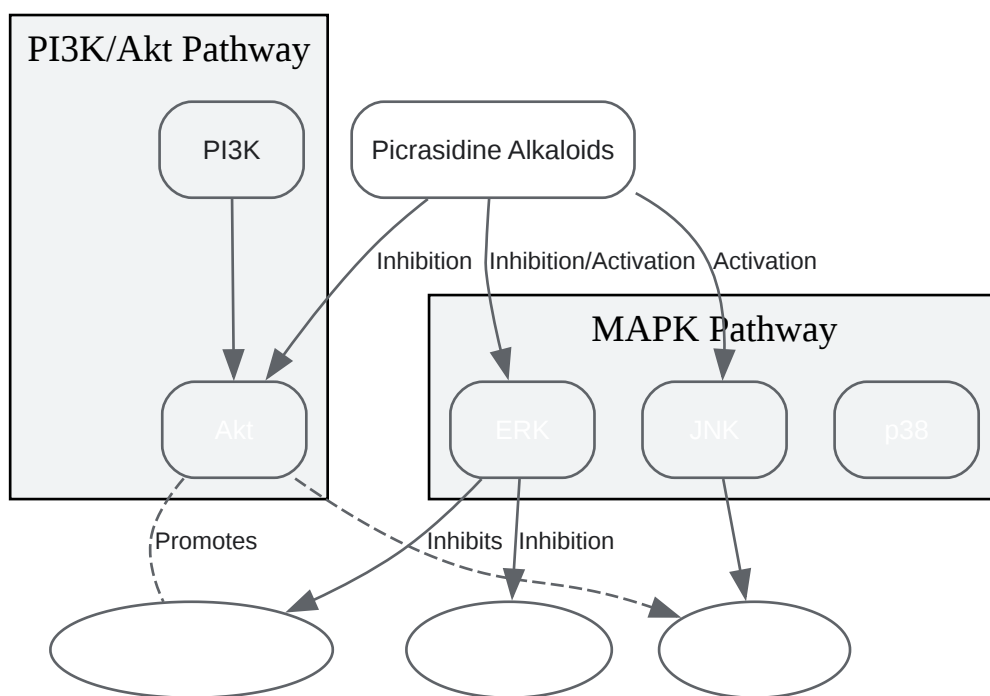 PI3K/Akt Pathway
PI3K
Picrasidine Alkaloids
Inhibition
Inhibition/Activation
Activation
MAPK Pathway
Akt
ERK
JNK
p38
Promotes
Inhibits
Inhibition